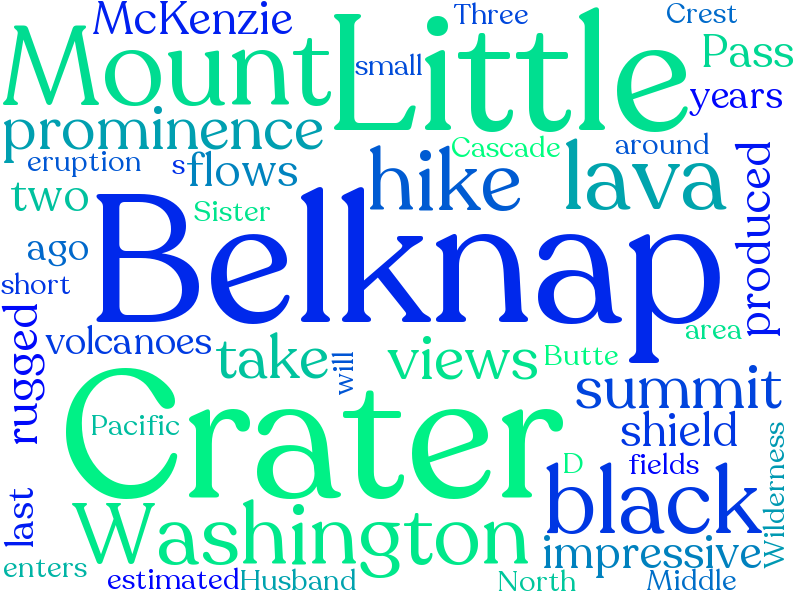 McKenzie
Three
Crest
Mount
Little
Pass
small
years
prominence
Cascade
around
eruption
s
flows
hike
lava
produced
two
Sister
Belknap
ago
short
rugged
volcanoes
take
views
area
will
Butte
summit
Crater
Pacific
shield
D
fields
Wilderness
black
last
Washington
impressive
enters
estimated
Husband
North
Middle